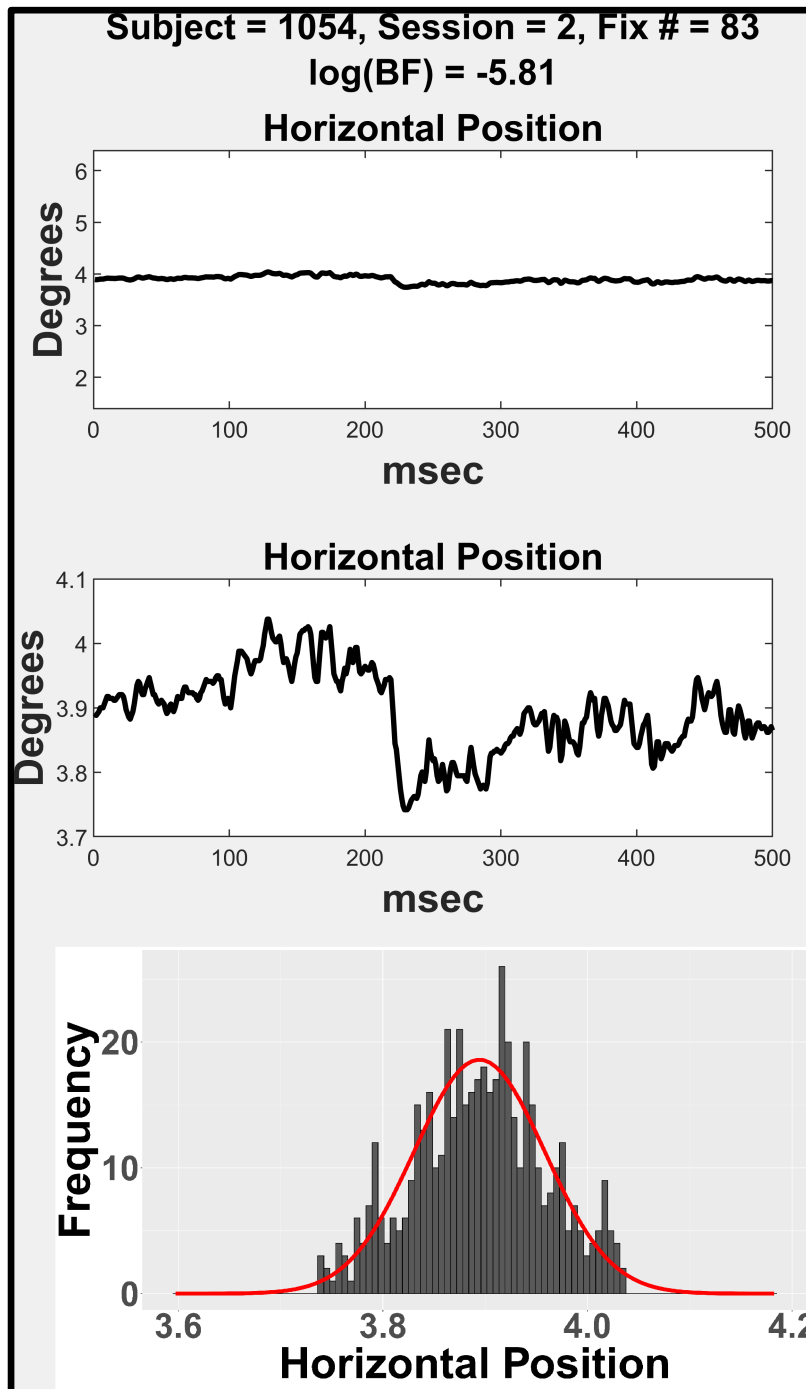 Subject = 1054, Session = 2, Fix # = 83
log(BF) = -5.81
Horizontal Position
Degrees
6
5
4
3
2
0 100 200 300 400 500
msec
Horizontal Position
Degrees
4.1
4
3.9
3.8
3.7
0 100 200 300 400 500
msec
Frequency
20
10
0
3.6 3.8 4.0 4.2
Horizontal Position